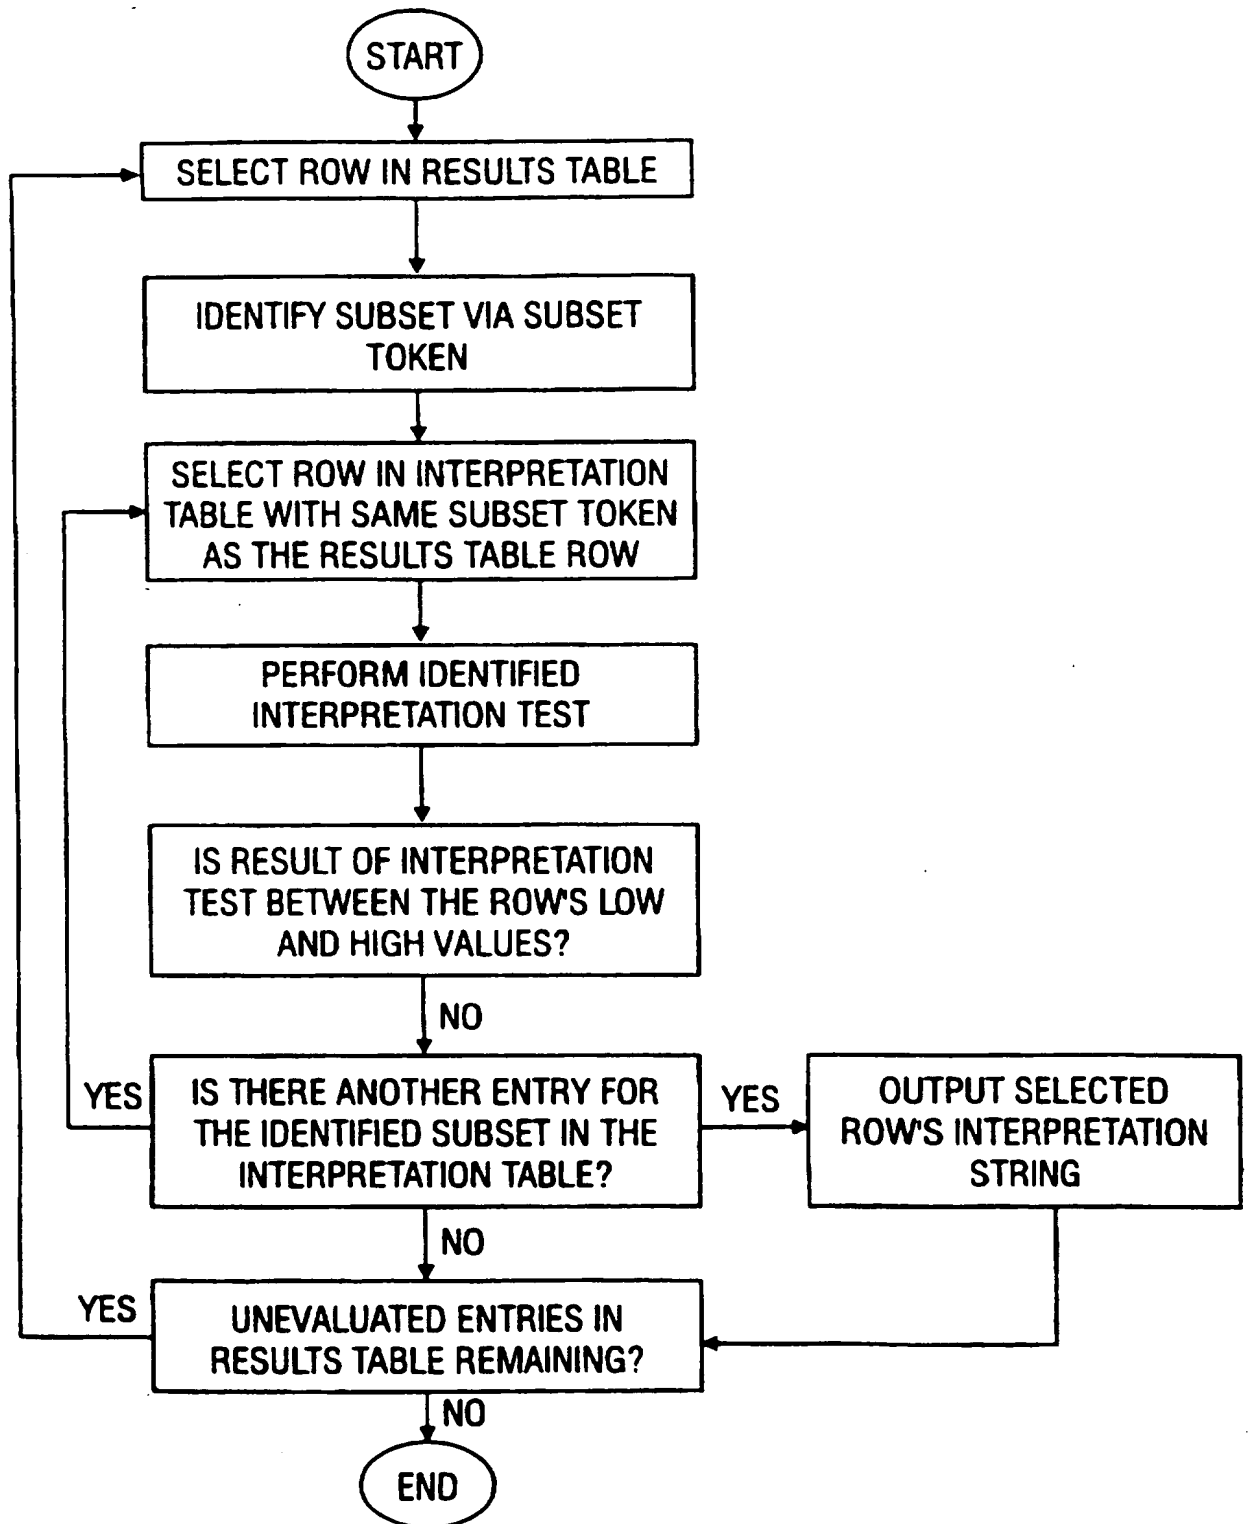 START
SELECT ROW IN RESULTS TABLE
IDENTIFY SUBSET VIA SUBSET
TOKEN
SELECT ROW IN INTERPRETATION
TABLE WITH SAME SUBSET TOKEN
AS THE RESULTS TABLE ROW
PERFORM IDENTIFIED
INTERPRETATION TEST
IS RESULT OF INTERPRETATION
TEST BETWEEN THE ROW'S LOW
AND HIGH VALUES?
NO
YES
IS THERE ANOTHER ENTRY FOR
THE IDENTIFIED SUBSET IN THE
INTERPRETATION TABLE?
YES
OUTPUT SELECTED
ROW'S INTERPRETATION
STRING
NO
YES
UNEVALUATED ENTRIES IN
RESULTS TABLE REMAINING?
NO
END